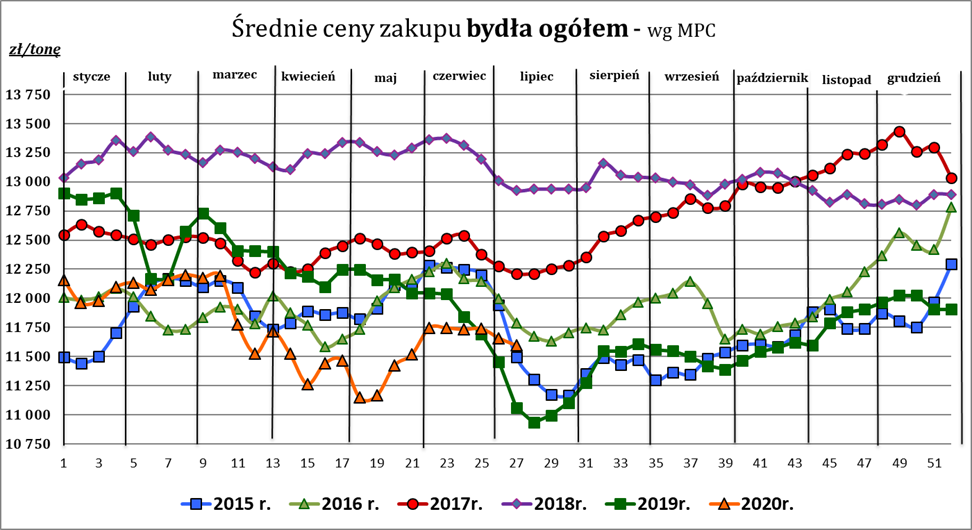 Średnie ceny zakupu bydła ogółem - wg MPC
zł/tonę
stycze luty marzec kwiecień maj czerwiec lipiec sierpień wrzesień październik listopad grudzień
13 750
13 500
13 250
13 000
12 750
12 500
12 250
12 000
11 750
11 500
11 250
11 000
10 750
1 3 5 7 9 11 13 15 17 19 21 23 25 27 29 31 33 35 37 39 41 43 45 47 49 51
2015 r. 2016 r. 2017r. 2018r. 2019r. 2020r.